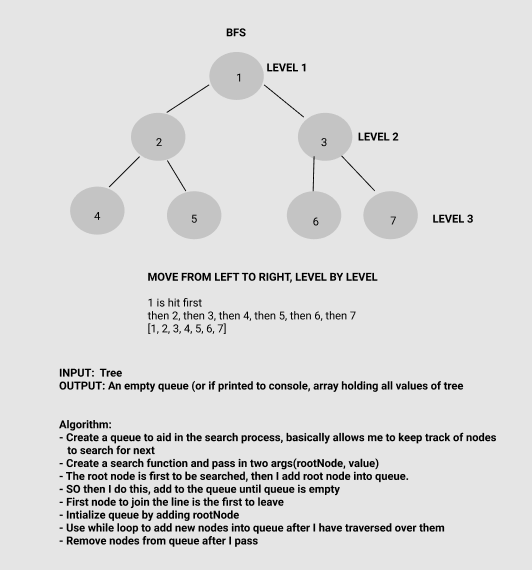 BFS
LEVEL 1
1
2
3
LEVEL 2
4
5
6
7
LEVEL 3
MOVE FROM LEFT TO RIGHT, LEVEL BY LEVEL
1 is hit first
then 2, then 3, then 4, then 5, then 6, then 7
[1, 2, 3, 4, 5, 6, 7]
INPUT: Tree
OUTPUT: An empty queue (or if printed to console, array holding all values of tree
Algorithm:
- Create a queue to aid in the search process, basically allows me to keep track of nodes
to search for next
- Create a search function and pass in two args(rootNode, value)
- The root node is first to be searched, then I add root node into queue.
- SO then I do this, add to the queue until queue is empty
- First node to join the line is the first to leave
- Intialize queue by adding rootNode
- Use while loop to add new nodes into queue after I have traversed over them
- Remove nodes from queue after I pass